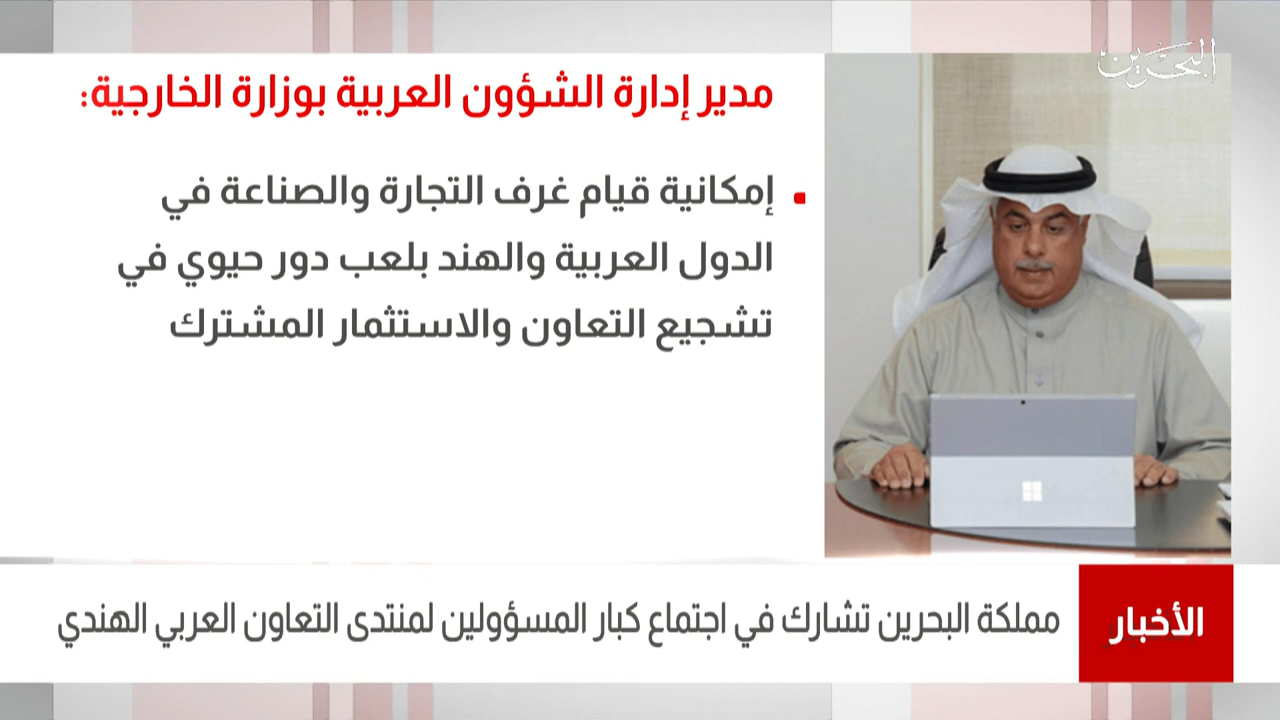 البحرين
مدير إدارة الشؤون العربية بوزارة الخارجية:
إمكانية قيام غرف التجارة والصناعة في
الدول العربية والهند بلعب دور حيوي في
تشجيع التعاون والاستثمار المشترك
الأخبار
مملكة البحرين تشارك في اجتماع كبار المسؤولين لمنتدى التعاون العربي الهندي